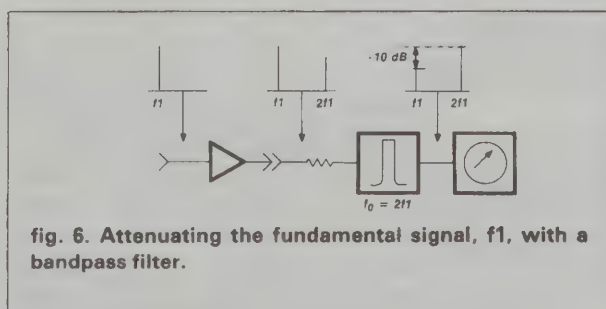 -10 dB
f1
f1 2f1
f1 2f1
f₀ = 2f1
fig. 6. Attenuating the fundamental signal, f1, with a
bandpass filter.